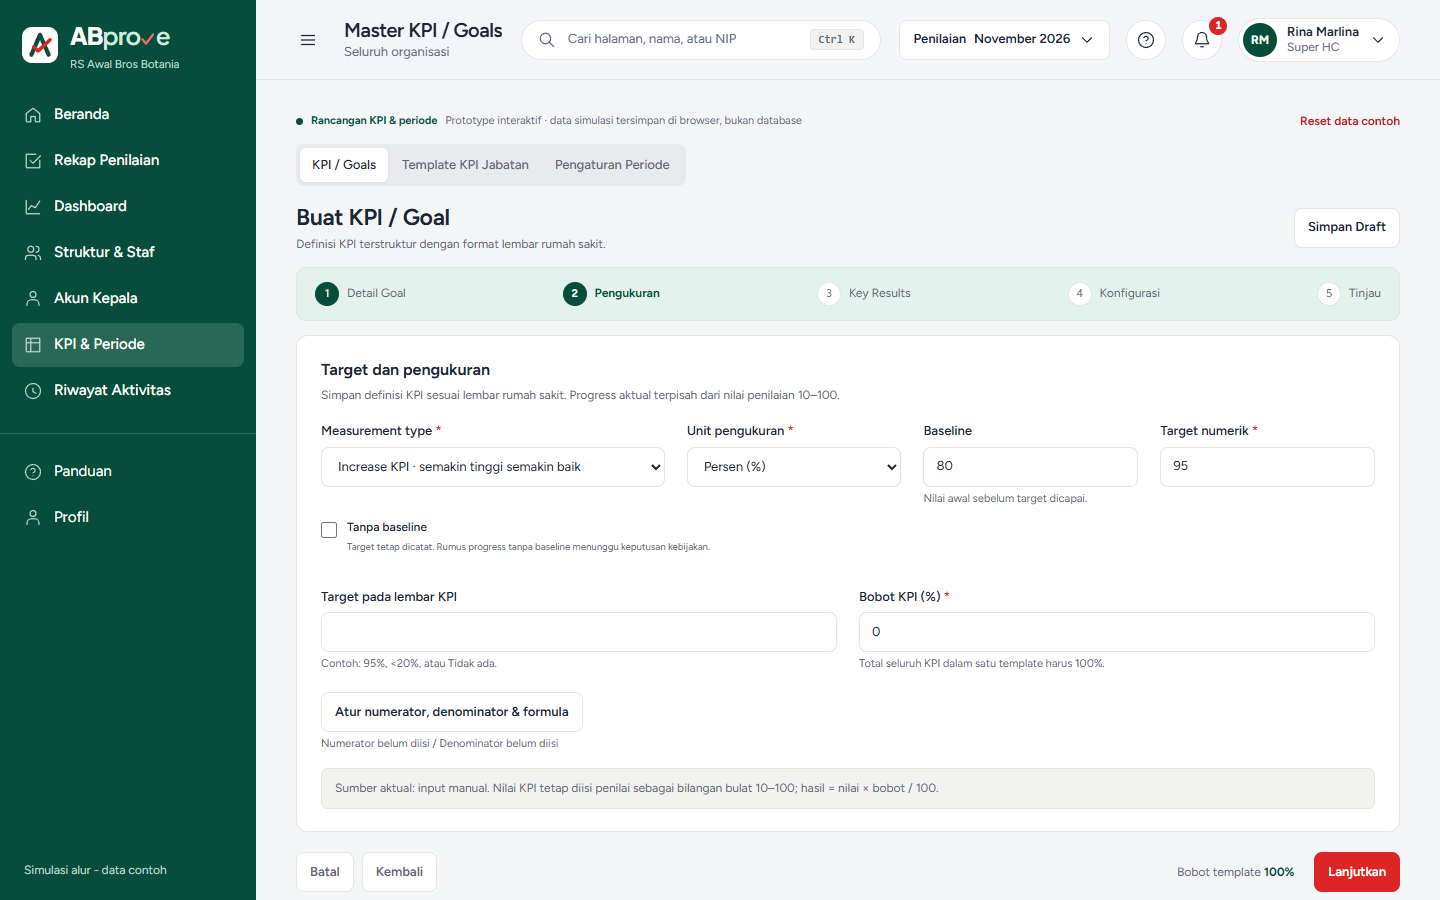 ABprove
RS Awal Bros Botania
Beranda
Rekap Penilaian
Dashboard
Struktur & Staf
Akun Kepala
KPI & Periode
Riwayat Aktivitas
Panduan
Profil
Simulasi alur - data contoh
Master KPI / Goals
Seluruh organisasi
Cari halaman, nama, atau NIP
Ctrl K
Penilaian November 2026
1
RM
Rina Marlina
Super HC
Rancangan KPI & periode Prototype interaktif · data simulasi tersimpan di browser, bukan database
Reset data contoh
KPI / Goals
Template KPI Jabatan
Pengaturan Periode
Buat KPI / Goal
Definisi KPI terstruktur dengan format lembar rumah sakit.
Simpan Draft
1 Detail Goal
2 Pengukuran
3 Key Results
4 Konfigurasi
5 Tinjau
Target dan pengukuran
Simpan definisi KPI sesuai lembar rumah sakit. Progress aktual terpisah dari nilai penilaian 10–100.
Measurement type *
Increase KPI · semakin tinggi semakin baik
Unit pengukuran *
Persen (%)
Baseline
80
Nilai awal sebelum target dicapai.
Target numerik *
95
Tanpa baseline
Target tetap dicatat. Rumus progress tanpa baseline menunggu keputusan kebijakan.
Target pada lembar KPI
Contoh: 95%, <20%, atau Tidak ada.
Bobot KPI (%) *
0
Total seluruh KPI dalam satu template harus 100%.
Atur numerator, denominator & formula
Numerator belum diisi / Denominator belum diisi
Sumber aktual: input manual. Nilai KPI tetap diisi penilai sebagai bilangan bulat 10–100; hasil = nilai × bobot / 100.
Batal
Kembali
Bobot template 100%
Lanjutkan